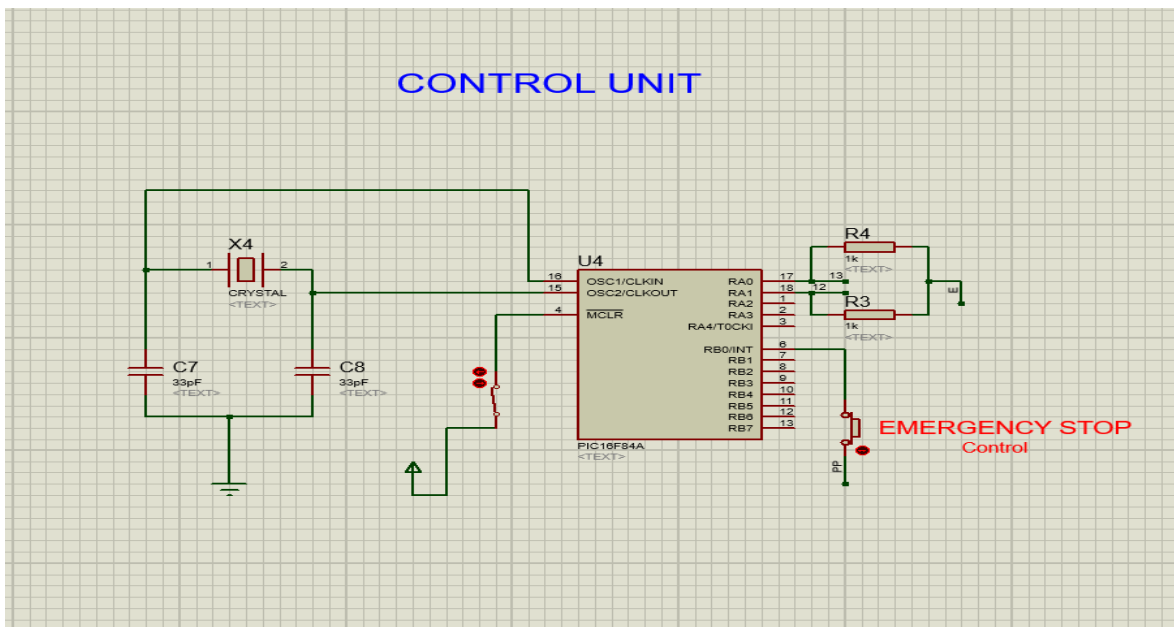 CONTROL UNIT
X4
1
2
CRYSTAL
<TEXT>
C7
33pF
<TEXT>
C8
33pF
<TEXT>
U4
16
OSC1/CLKIN
15
OSC2/CLKOUT
4
MCLR
RA0
17
RA1
18
RA2
1
RA3
2
RA4/T0CKI
3
RB0/INT
6
RB1
7
RB2
8
RB3
9
RB4
10
RB5
11
RB6
12
RB7
13
PIC16F84A
<TEXT>
R4
1k
<TEXT>
13
12
R3
1k
<TEXT>
E
EMERGENCY STOP
Control
PP